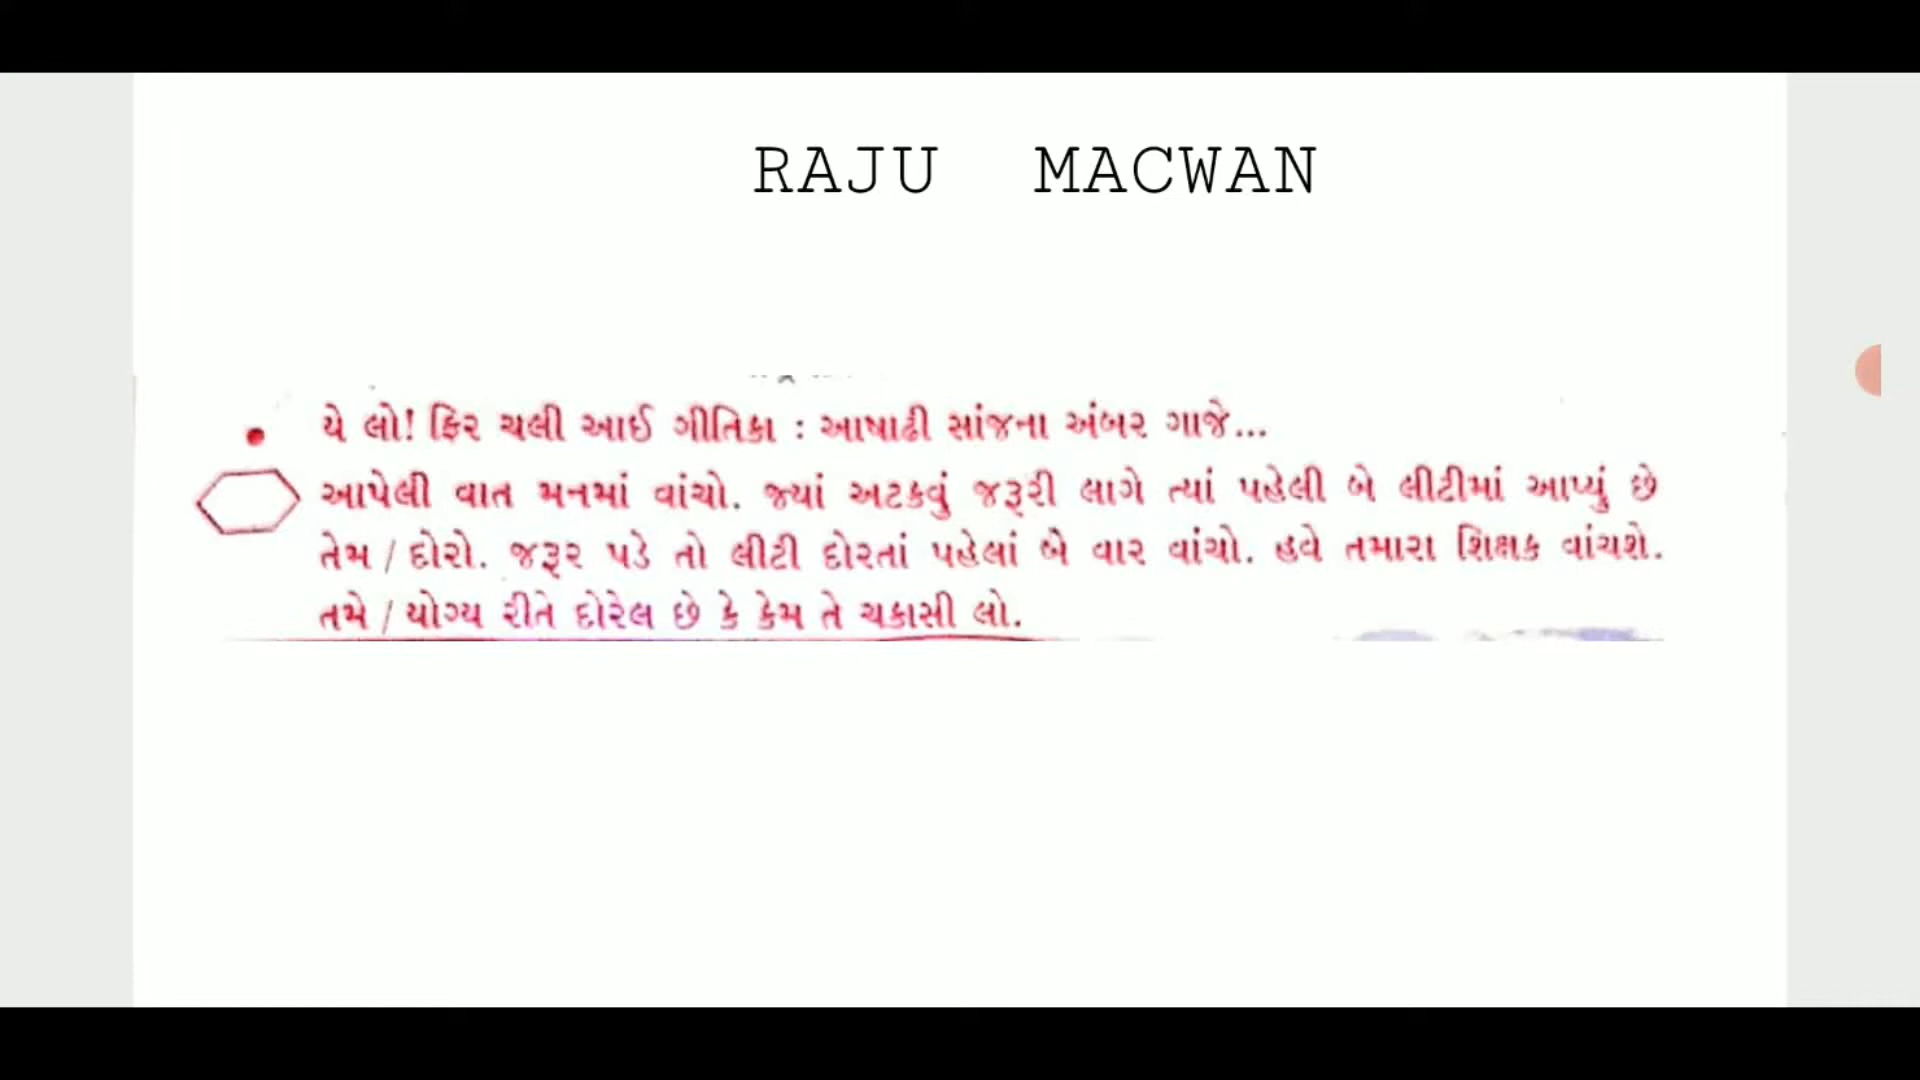 RAJU MACWAN
• યે લો! ફિર ચલી આઈ ગીતિકા : આષાઢી સાંજના અંબર ગાજે...
આપેલી વાત મનમાં વાંચો. જ્યાં અટકવું જરૂરી લાગે ત્યાં પહેલી બે લીટીમાં આપ્યું છે
તેમ / દોરો. જરૂર પડે તો લીટી દોરતાં પહેલાં બે વાર વાંચો. હવે તમારા શિક્ષક વાંચશે.
તમે / યોગ્ય રીતે દોરેલ છે કે કેમ તે ચકાસી લો.